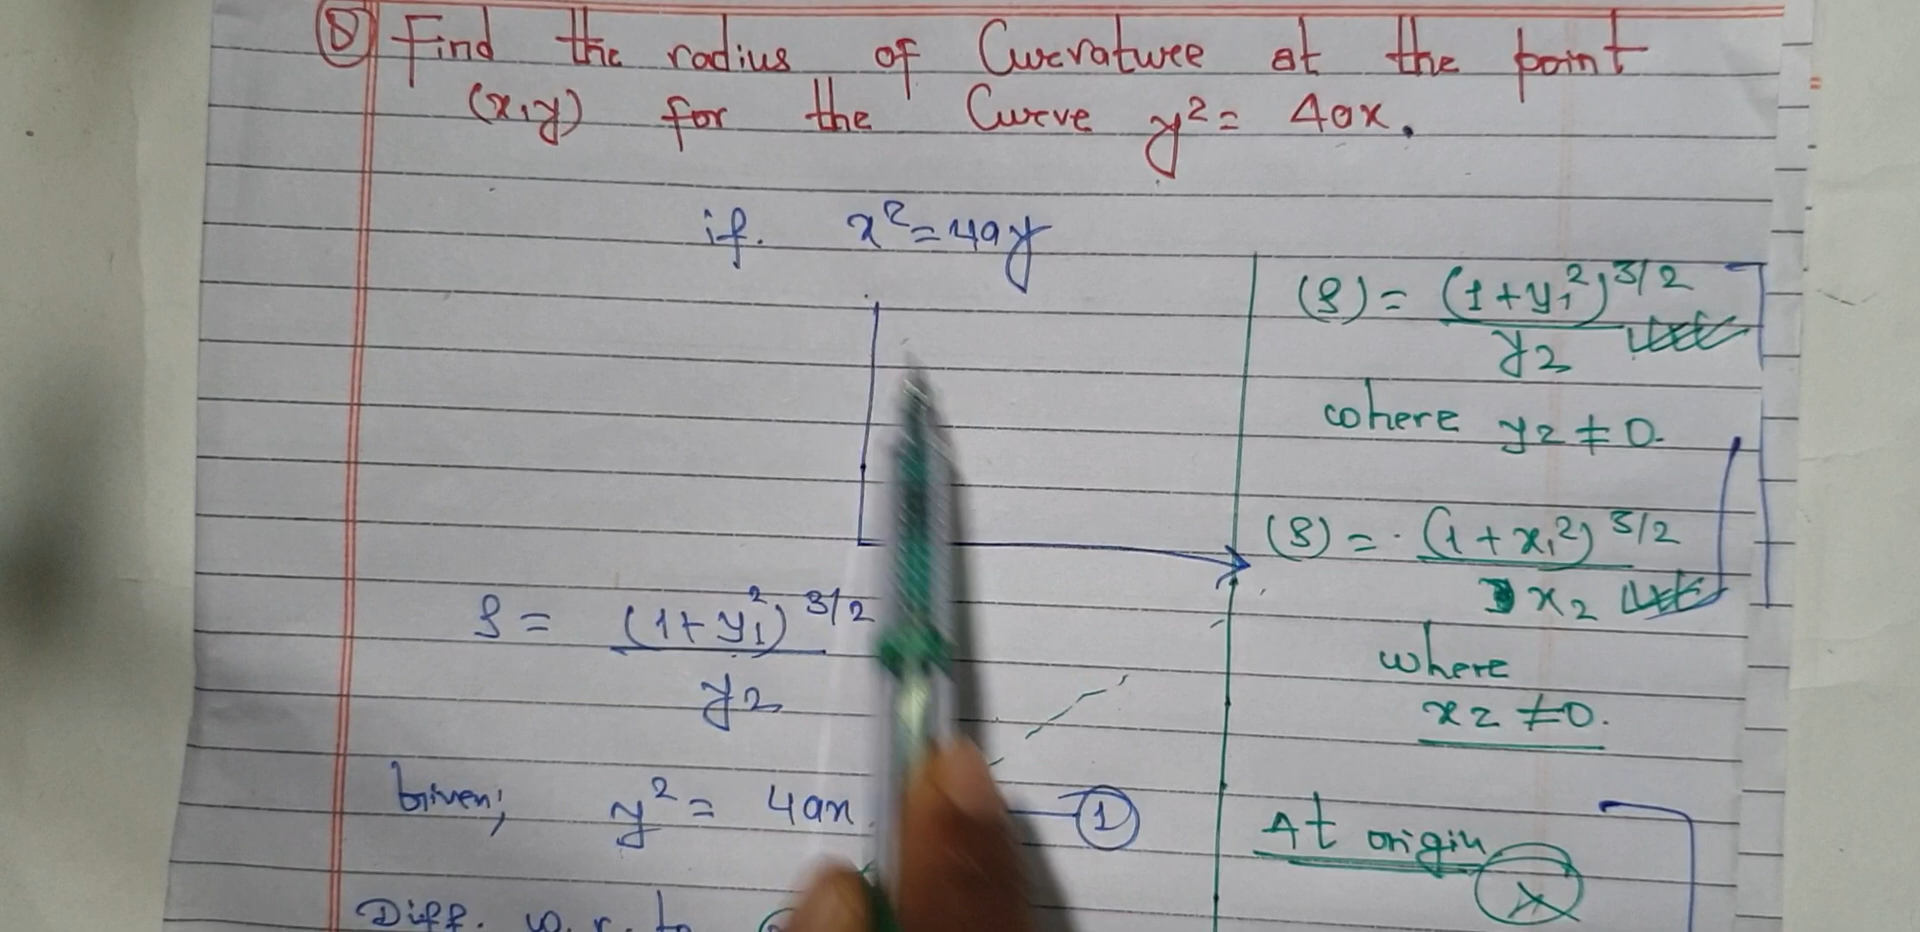 8 Find the radius of Curvature at the point
(x,y) for the Curve y² = 4ax.
if. x² = 4ay
ρ = (1+y₁²)^3/2 / y₂
Given; y² = 4ax — ①
Diff. w.r. to
(ρ) = (1+y₁²)^3/2 / y₂
where y₂ ≠ 0.
(ρ) = (1+x₁²)^3/2 / x₂
where
x₂ ≠ 0.
At origin